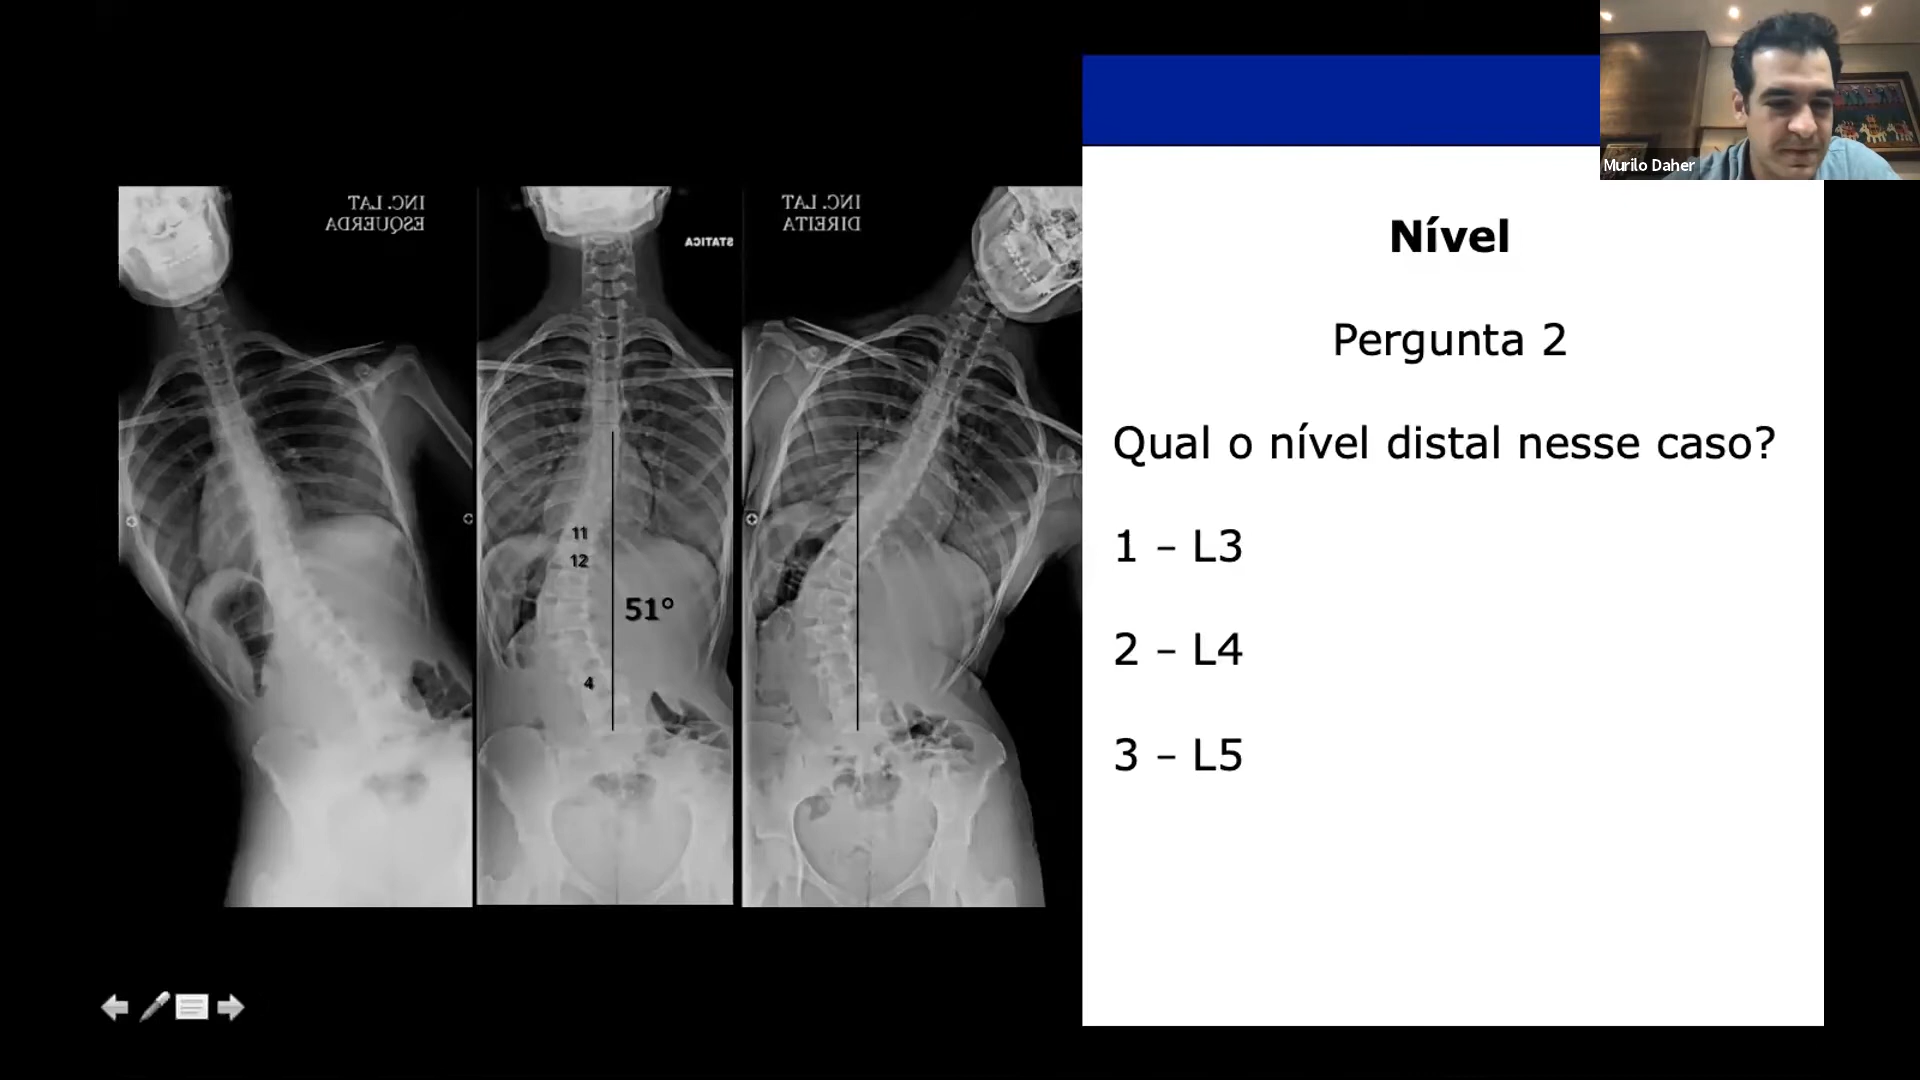 INC. LAT
ESQUERDA
STATICA
INC. LAT
DIREITA
11
12
51°
4
Murilo Daher
Nível
Pergunta 2
Qual o nível distal nesse caso?
1 – L3
2 – L4
3 – L5